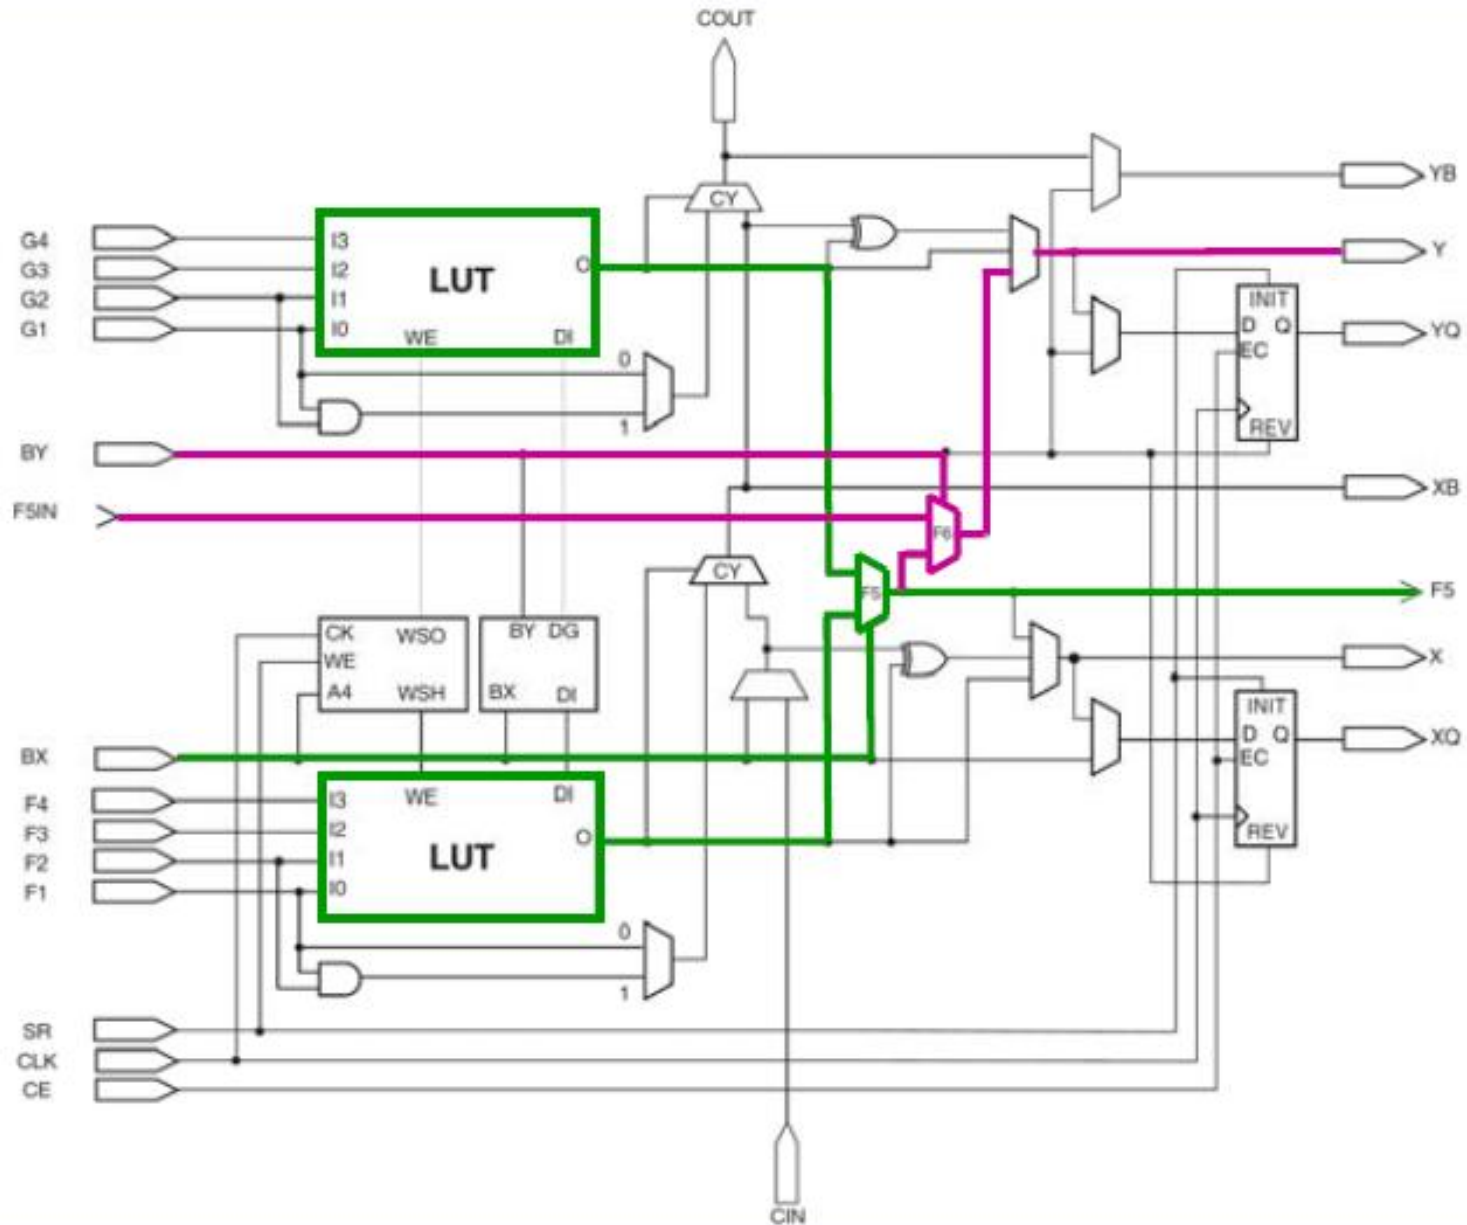 COUT
YB
G4
I3
O
Y
G3
I2
LUT
G2
I1
INIT
G1
I0
D Q
YQ
WE
DI
EC
CY
0
1
REV
BY
XB
F5IN
F6
CY
F5
F5
CK
WSO
BY DG
WE
X
A4
WSH
BX
DI
INIT
BX
D Q
XQ
EC
F4
I3
WE
DI
F3
I2
O
REV
F2
I1
LUT
F1
I0
0
1
SR
CLK
CE
CIN